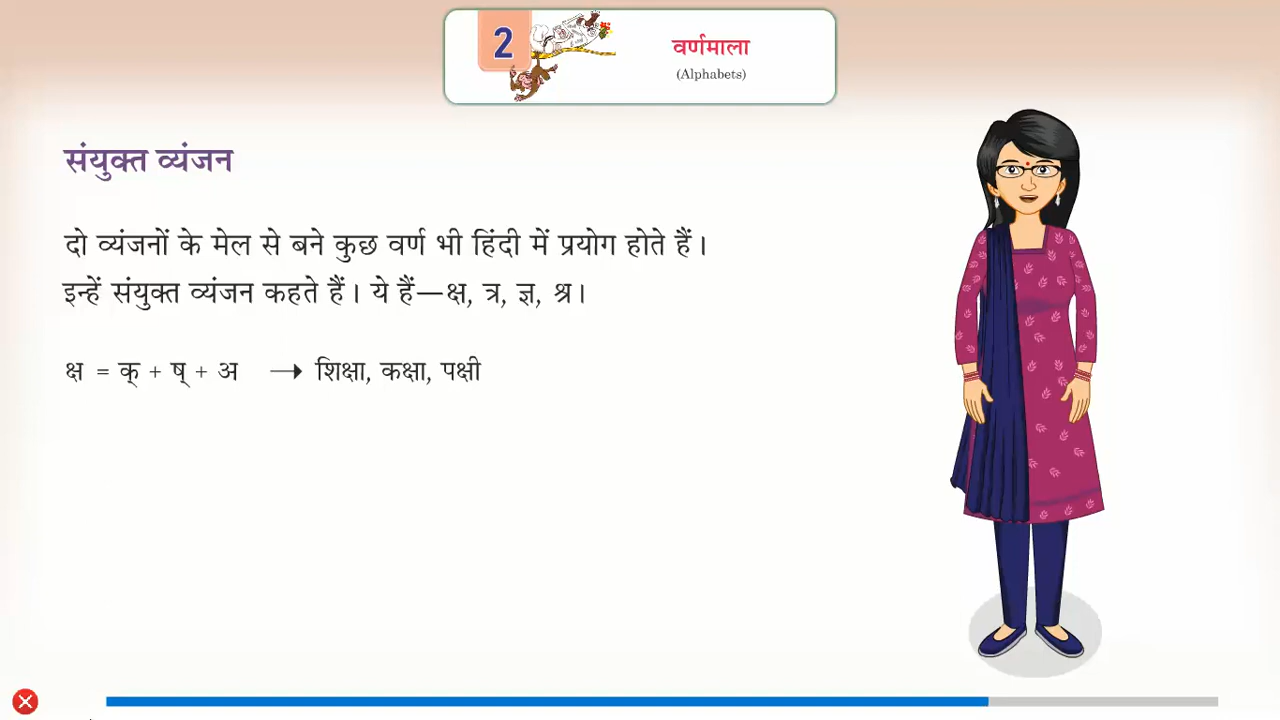 2
वर्णमाला
(Alphabets)
संयुक्त व्यंजन
दो व्यंजनों के मेल से बने कुछ वर्ण भी हिंदी में प्रयोग होते हैं।
इन्हें संयुक्त व्यंजन कहते हैं। ये हैं—क्ष, त्र, ज्ञ, श्र।
क्ष = क् + ष् + अ → शिक्षा, कक्षा, पक्षी